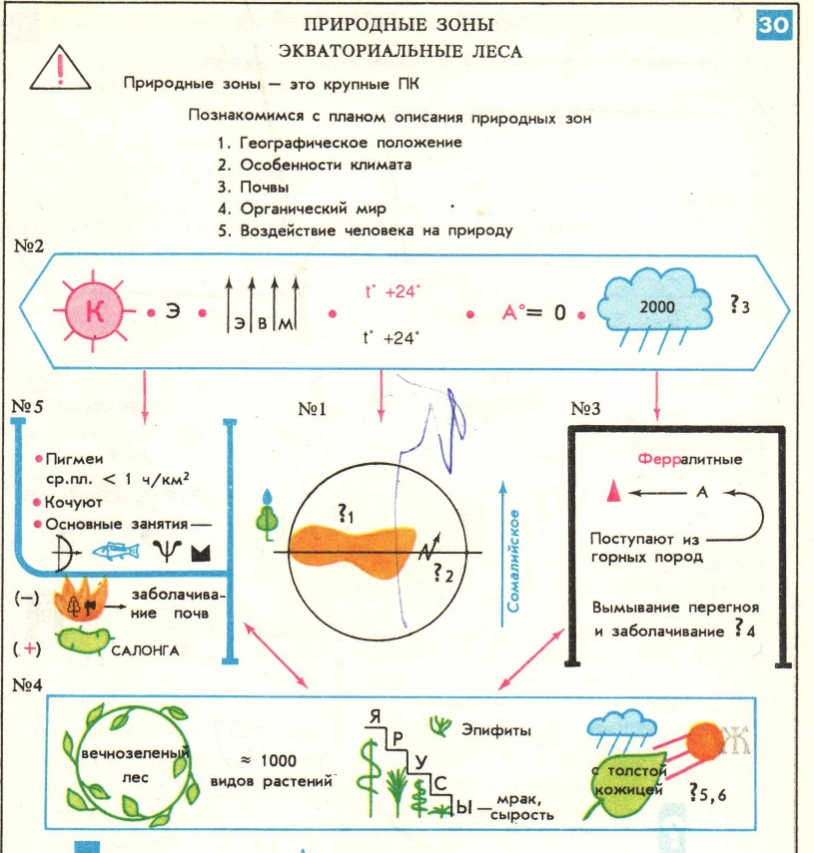 ПРИРОДНЫЕ ЗОНЫ
30
ЭКВАТОРИАЛЬНЫЕ ЛЕСА
!
Природные зоны — это крупные ПК
Познакомимся с планом описания природных зон
1. Географическое положение
2. Особенности климата
3. Почвы
4. Органический мир
5. Воздействие человека на природу
№2
К • Э •
Э В М
t° +24°
t° +24°
А° = 0
2000
?3
№5
Пигмеи
ср.пл. < 1 ч/км²
Кочуют
Основные занятия —
(−)
заболачива-
ние почв
(+)
САЛОНГА
№1
?1
?2
Сомалийское
№3
Ферралитные
А
Поступают из
горных пород
Вымывание перегноя
и заболачивание ?4
№4
вечнозеленый
лес
≈ 1000
видов растений
Я
Р
У
С
Ы — мрак,
сырость
Эпифиты
с толстой
кожицей
Ж
?5,6